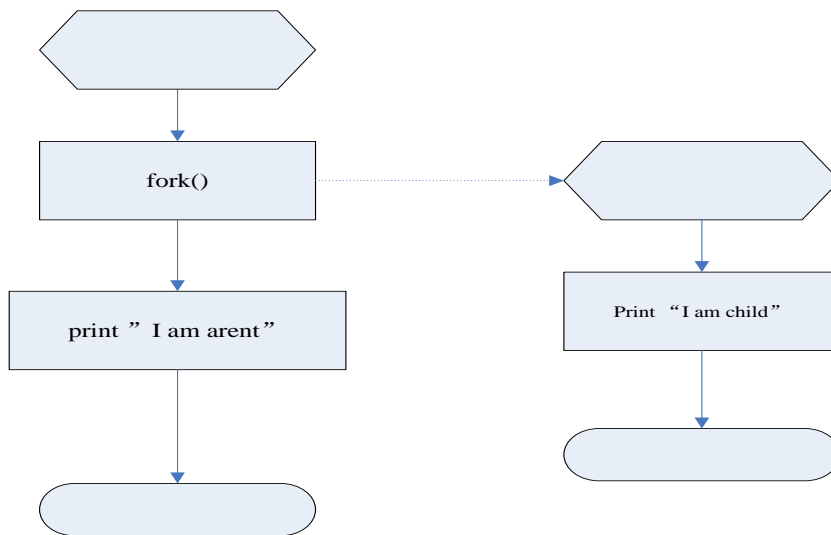 fork()
print ” I am arent”
Print “I am child”